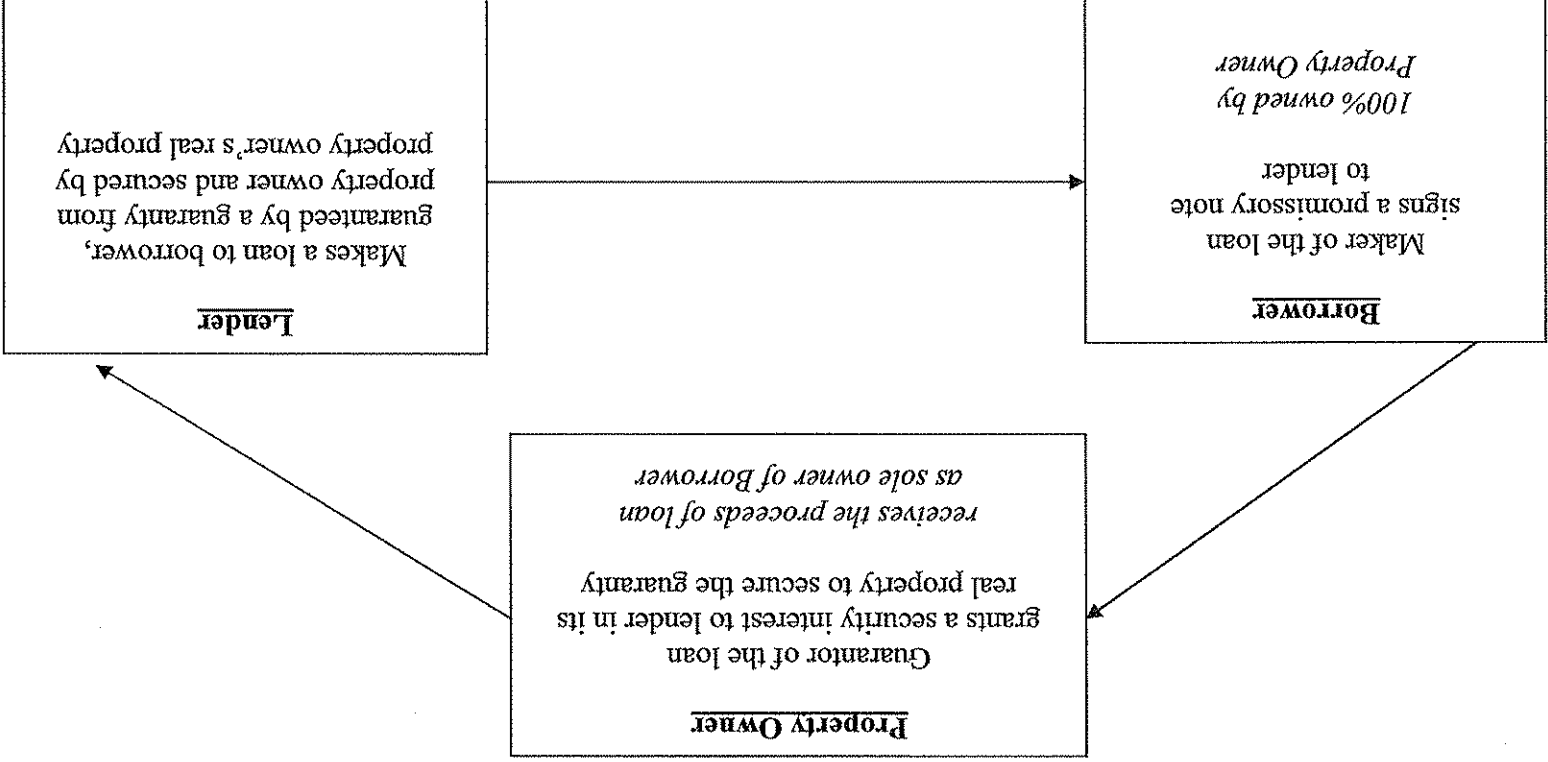 Property Owner
Guarantor of the loan
grants a security interest to lender in its
real property to secure the guaranty
receives the proceeds of loan
as sole owner of Borrower
Lender
Makes a loan to borrower,
guaranteed by a guaranty from
property owner and secured by
property owner's real property
Borrower
Maker of the loan
signs a promissory note
to lender
100% owned by
Property Owner